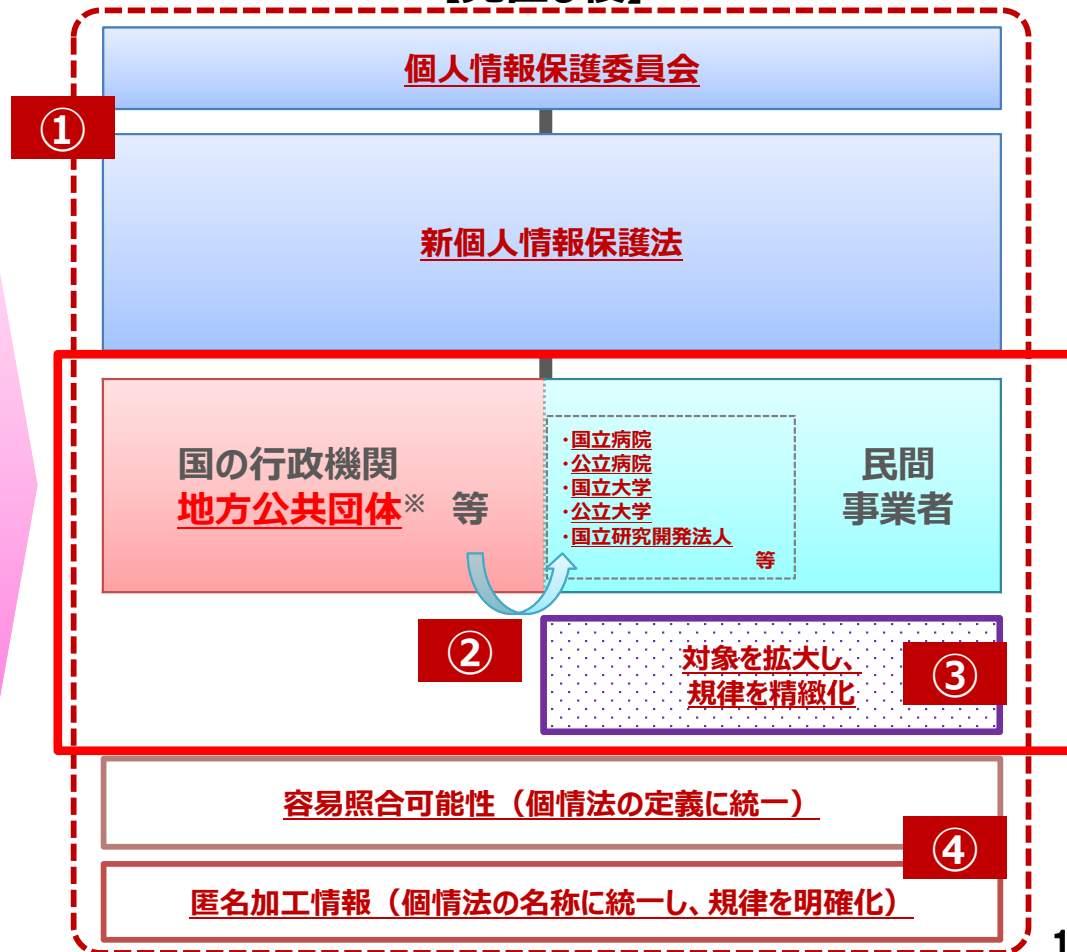 【見直し後】
個人情報保護委員会
①
新個人情報保護法
国の行政機関
地方公共団体※ 等
・国立病院
・公立病院
・国立大学
・公立大学
・国立研究開発法人
等
民間
事業者
②
対象を拡大し、
規律を精緻化
③
容易照合可能性（個情法の定義に統一）
④
匿名加工情報（個情法の名称に統一し、規律を明確化）
1